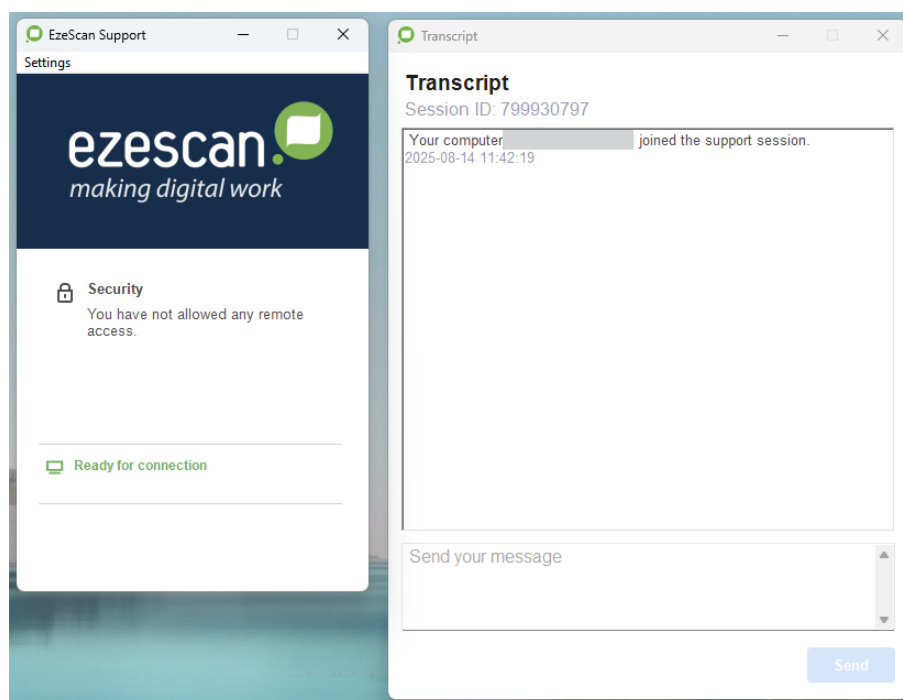 EzeScan Support
Settings
ezescan
making digital work
Security
You have not allowed any remote
access.
Ready for connection
Transcript
Transcript
Session ID: 799930797
Your computer joined the support session.
2025-08-14 11:42:19
Send your message
Send